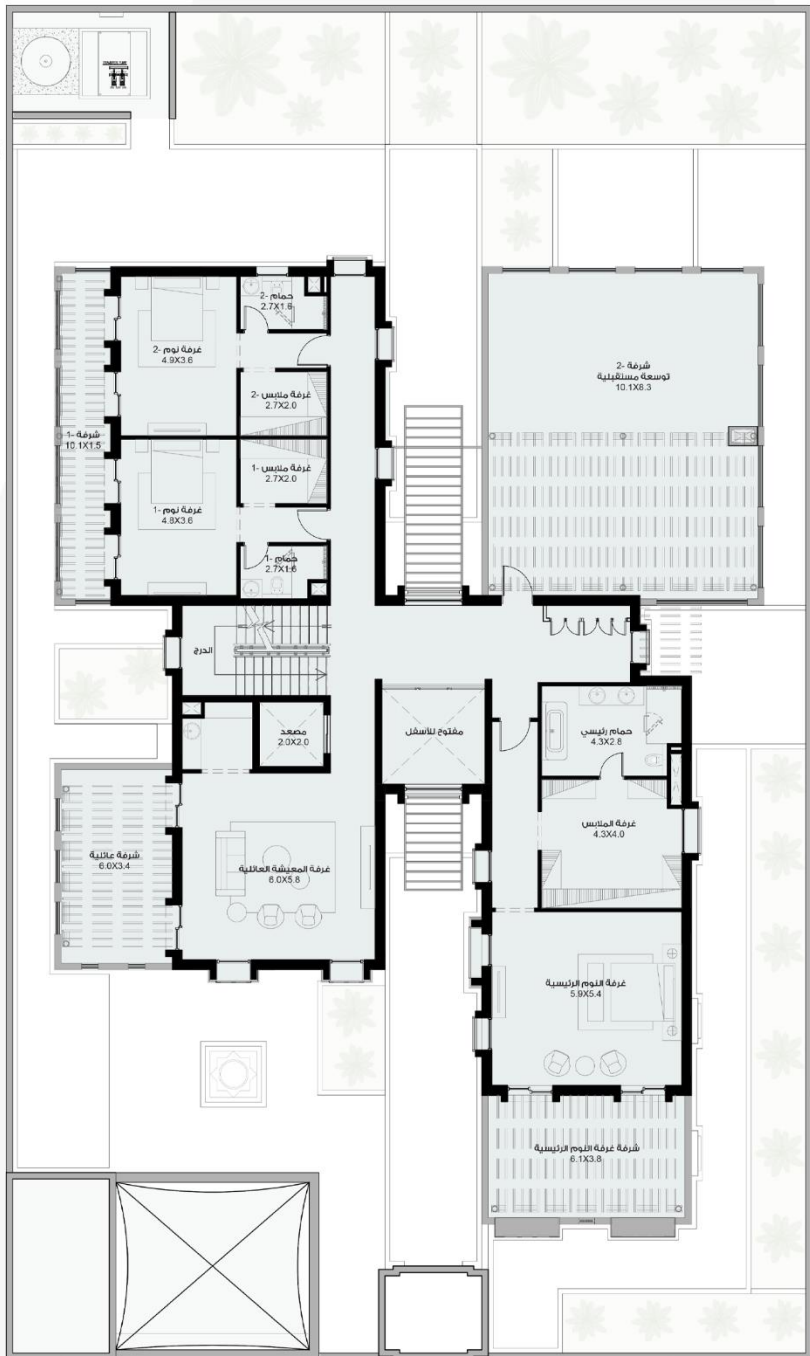 حمام -2
2.7X1.6
غرفة نوم -2
4.9X3.6
غرفة ملابس -2
2.7X2.0
شرفة -2
توسعة مستقبلية
10.1X8.3
شرفة -1
10.1X1.5
غرفة ملابس -1
2.7X2.0
غرفة نوم -1
4.8X3.6
حمام -1
2.7X1.6
الدرج
مصعد
2.0X2.0
مفتوح للأسفل
حمام رئيسي
4.3X2.8
غرفة الملابس
4.3X4.0
شرفة عائلية
6.0X3.4
غرفة المعيشة العائلية
6.0X5.8
غرفة النوم الرئيسية
5.9X5.4
شرفة غرفة النوم الرئيسية
6.1X3.8